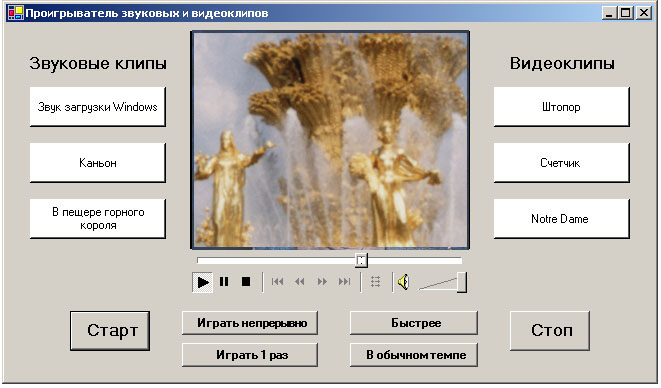 Проигрыватель звуковых и видеоклипов
Звуковые клипы
Видеоклипы
Звук загрузки Windows
Штопор
Каньон
Счетчик
В пещере горного
короля
Notre Dame
Старт
Играть непрерывно
Быстрее
Стоп
Играть 1 раз
В обычном темпе